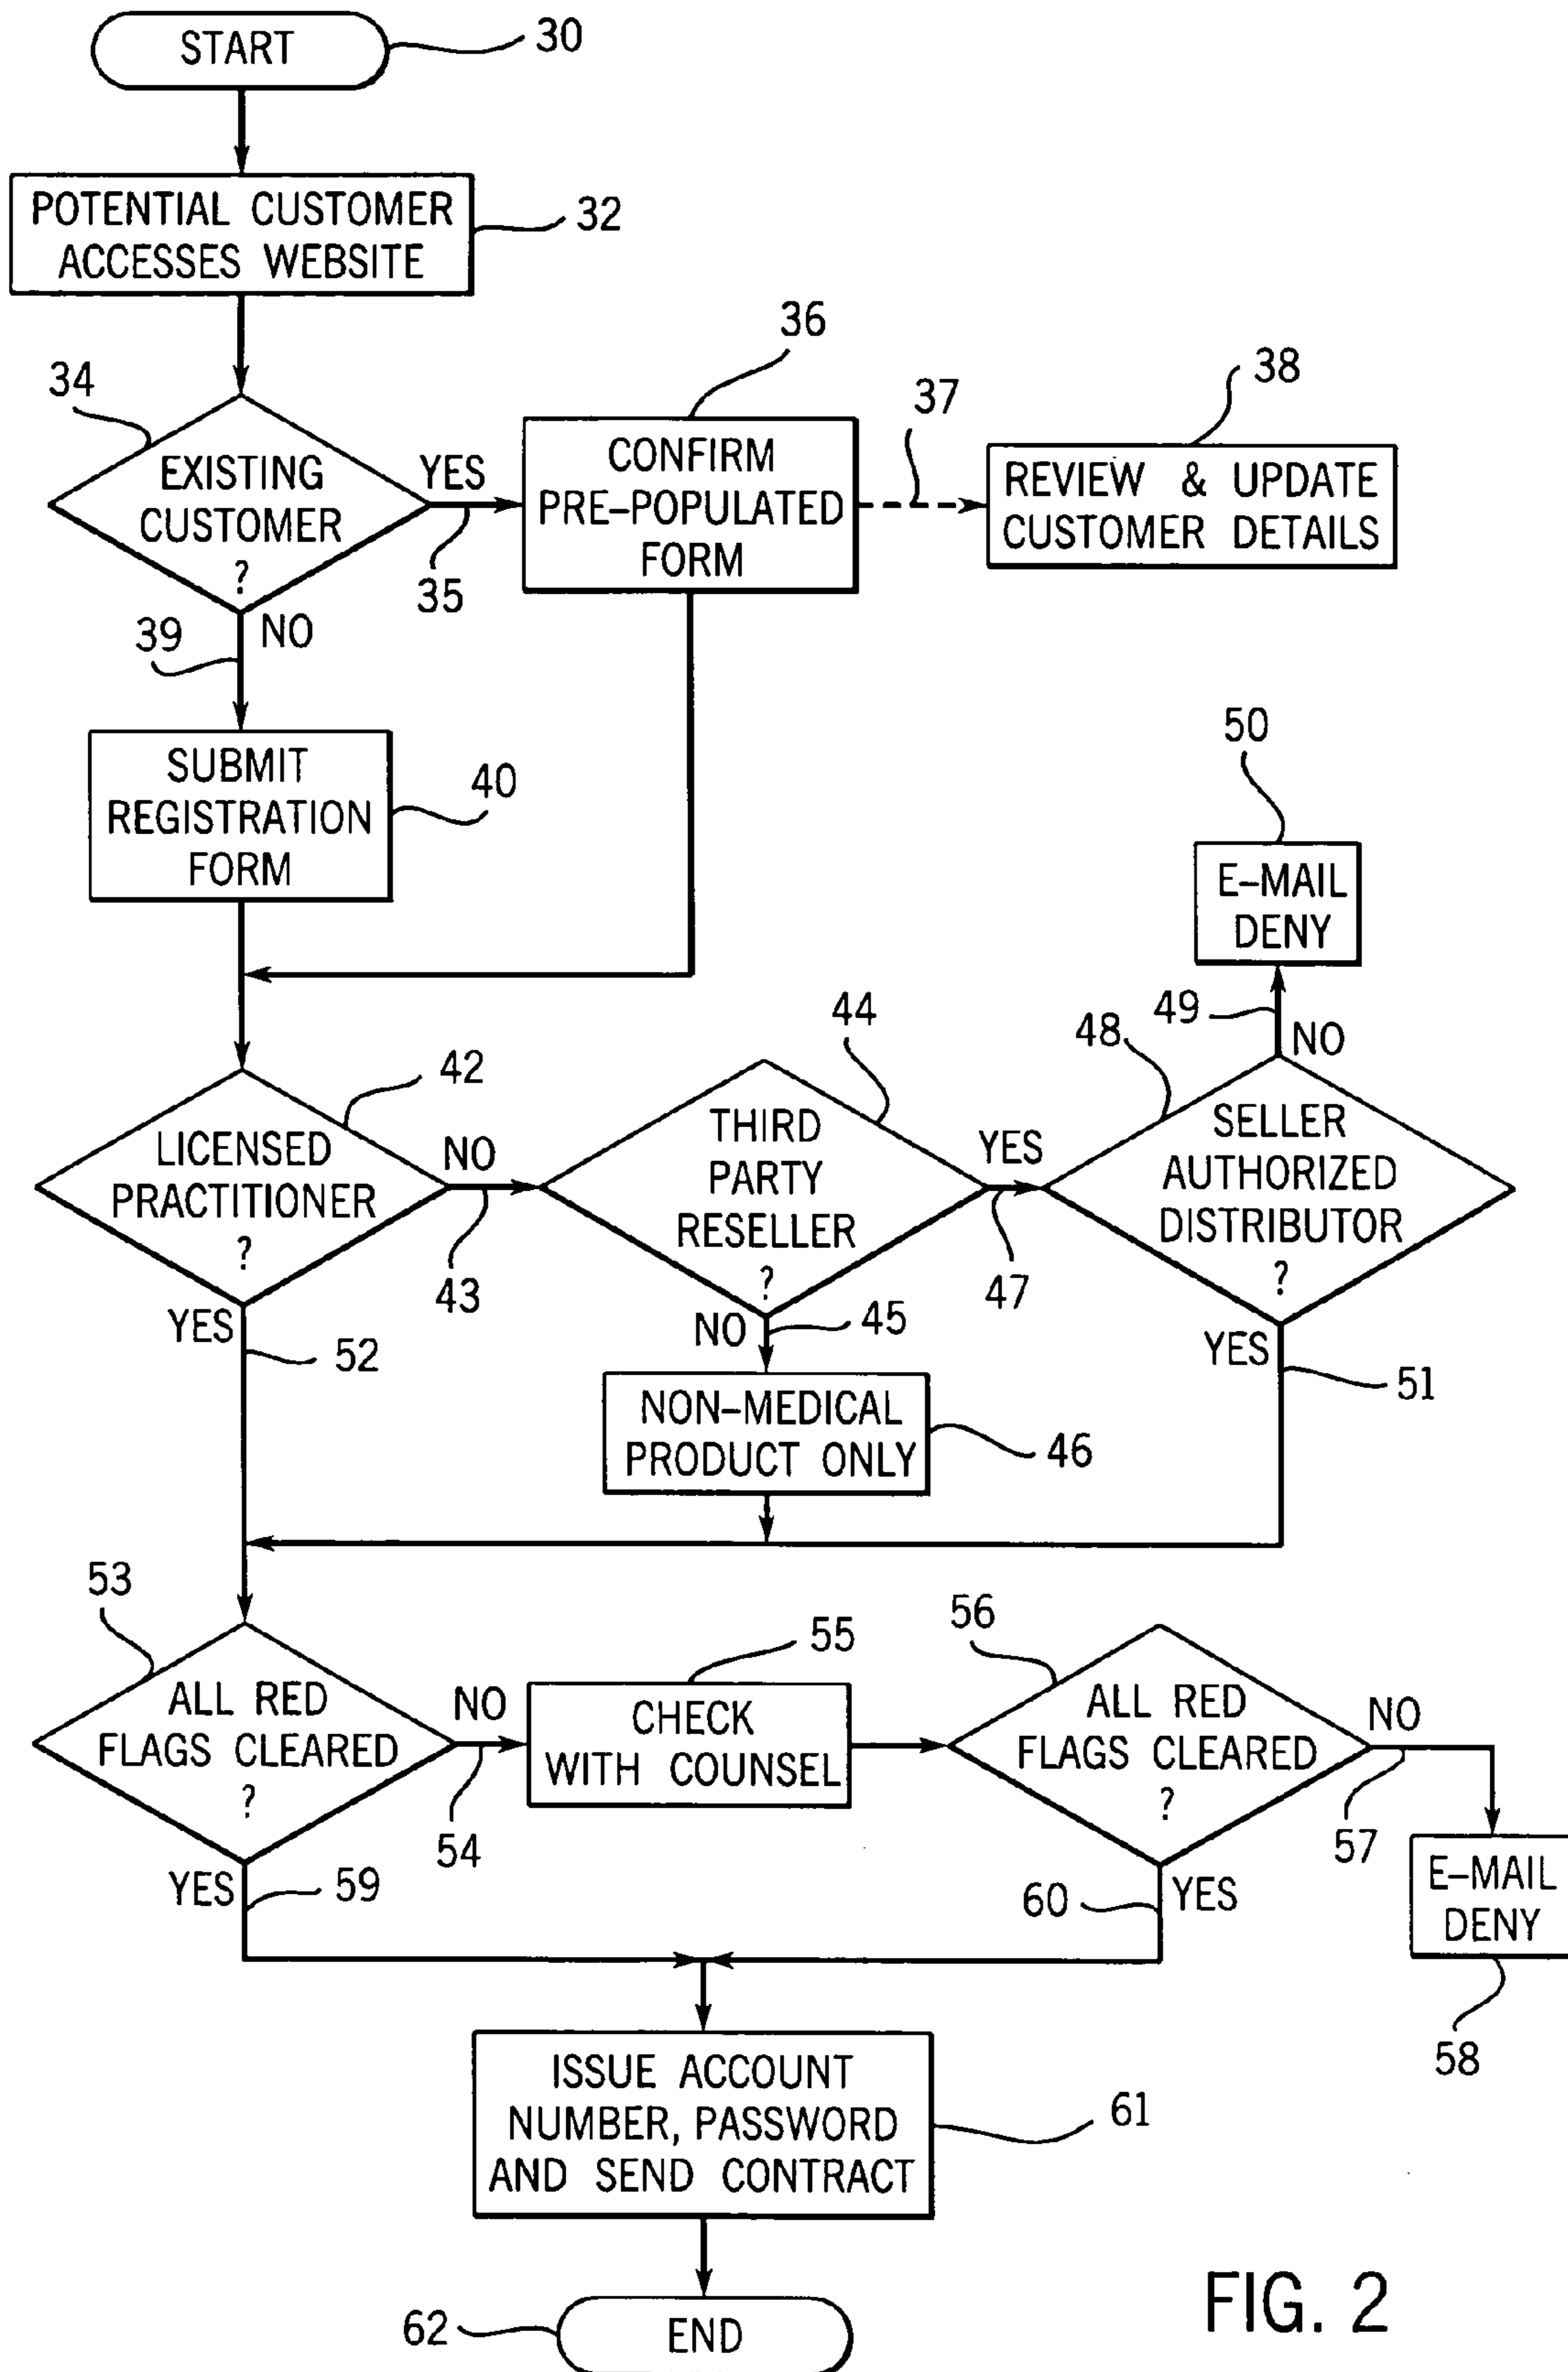 START
30
POTENTIAL CUSTOMER
ACCESSES WEBSITE
32
34
EXISTING
CUSTOMER
?
YES
35
36
CONFIRM
PRE-POPULATED
FORM
37
38
REVIEW & UPDATE
CUSTOMER DETAILS
39
NO
SUBMIT
REGISTRATION
FORM
40
50
E-MAIL
DENY
49
NO
42
LICENSED
PRACTITIONER
?
NO
43
44
THIRD
PARTY
RESELLER
?
YES
47
48
SELLER
AUTHORIZED
DISTRIBUTOR
?
YES
52
NO
45
NON-MEDICAL
PRODUCT ONLY
46
YES
51
53
ALL RED
FLAGS CLEARED
?
NO
54
55
CHECK
WITH COUNSEL
56
ALL RED
FLAGS CLEARED
?
NO
57
E-MAIL
DENY
58
YES
59
60
YES
ISSUE ACCOUNT
NUMBER, PASSWORD
AND SEND CONTRACT
61
62
END
FIG. 2